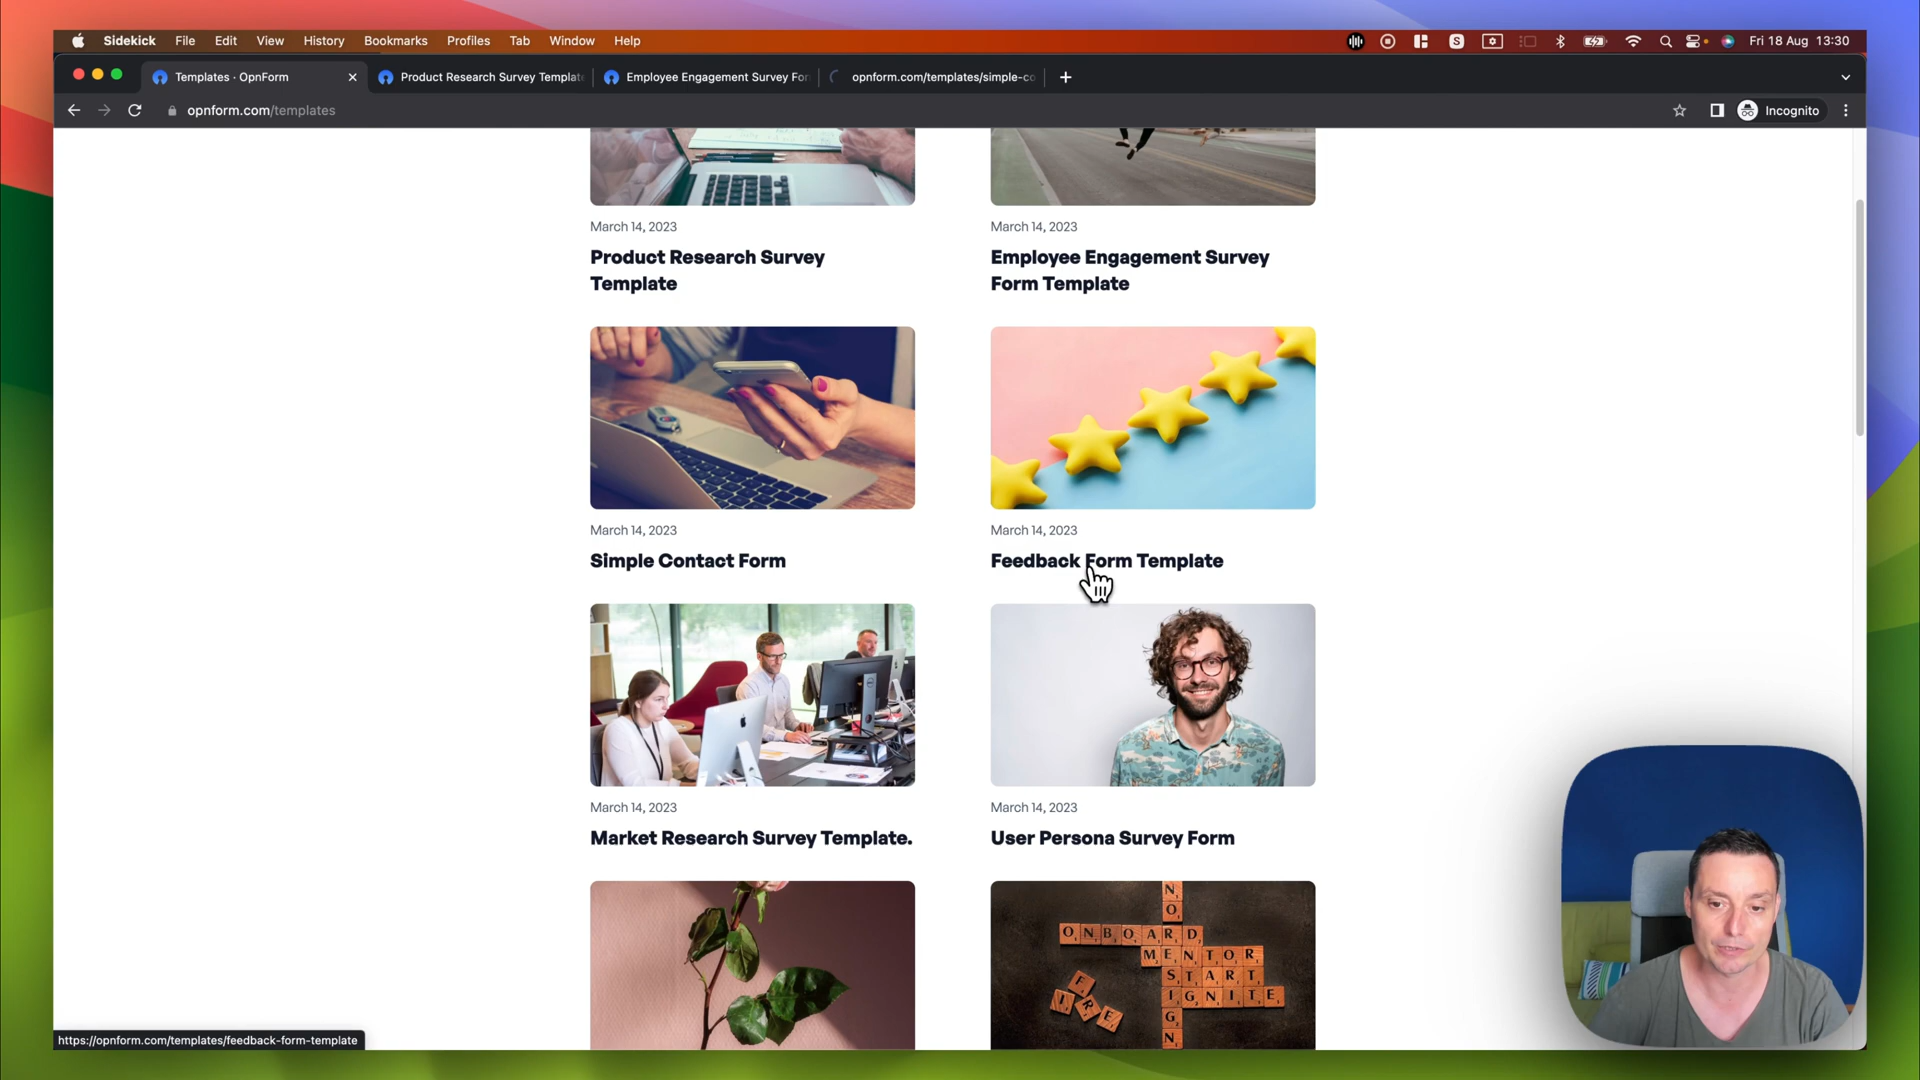 Sidekick File Edit View History Bookmarks Profiles Tab Window Help
S
Fri 18 Aug 13:30
Templates · OpnForm
Product Research Survey Templat
Employee Engagement Survey For
opnform.com/templates/simple-co
opnform.com/templates
Incognito
March 14, 2023
March 14, 2023
Product Research Survey
Template
Employee Engagement Survey
Form Template
March 14, 2023
March 14, 2023
Simple Contact Form
Feedback Form Template
March 14, 2023
March 14, 2023
Market Research Survey Template.
User Persona Survey Form
NO
ONBOARD
MENTOR
START
IGNITE
FIRE
DESIGN
https://opnform.com/templates/feedback-form-template